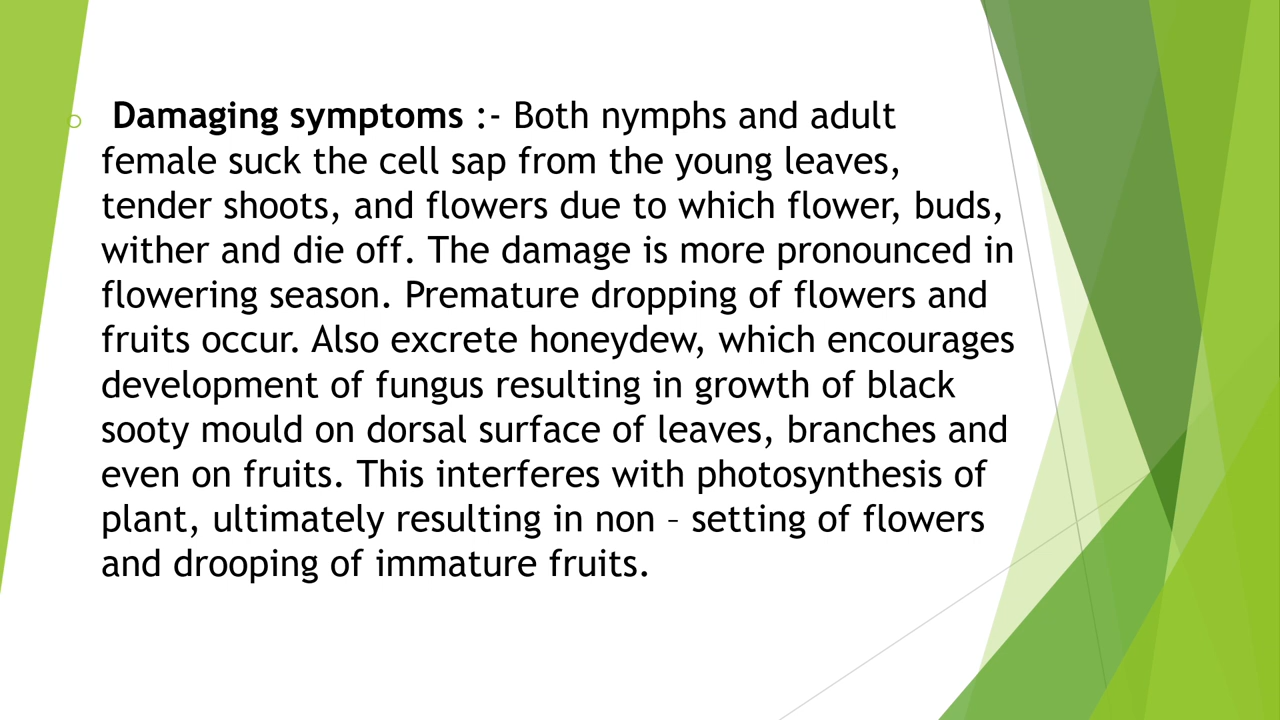 Damaging symptoms :- Both nymphs and adult
female suck the cell sap from the young leaves,
tender shoots, and flowers due to which flower, buds,
wither and die off. The damage is more pronounced in
flowering season. Premature dropping of flowers and
fruits occur. Also excrete honeydew, which encourages
development of fungus resulting in growth of black
sooty mould on dorsal surface of leaves, branches and
even on fruits. This interferes with photosynthesis of
plant, ultimately resulting in non – setting of flowers
and drooping of immature fruits.